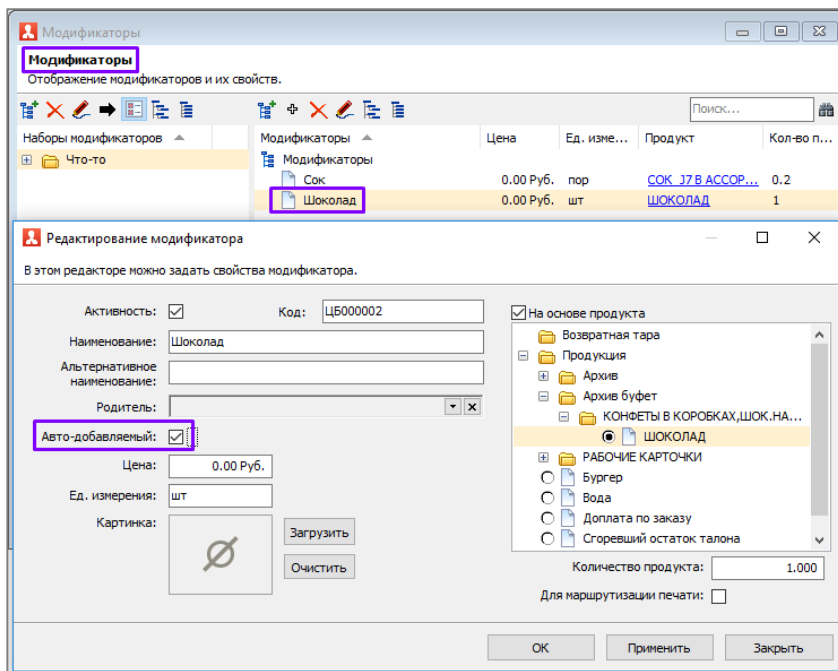 Модификаторы
Модификаторы
Отображение модификаторов и их свойств.
Поиск...
Наборы модификаторов
Модификаторы Цена Ед. изме... Продукт Кол-во п...
Что-то
Модификаторы
Сок 0.00 Руб. пор СОК J7 В АССОР... 0.2
Шоколад 0.00 Руб. шт ШОКОЛАД 1
Редактирование модификатора
В этом редакторе можно задать свойства модификатора.
Активность: Код: ЦБ000002
Наименование: Шоколад
Альтернативное
наименование:
Родитель:
Авто-добавляемый:
Цена: 0.00 Руб.
Ед. измерения: шт
Картинка:
Загрузить
Очистить
На основе продукта
Возвратная тара
Продукция
Архив
Архив буфет
КОНФЕТЫ В КОРОБКАХ,ШОК.НА...
ШОКОЛАД
РАБОЧИЕ КАРТОЧКИ
Бургер
Вода
Доплата по заказу
Сгоревший остаток талона
Количество продукта: 1.000
Для маршрутизации печати:
ОК Применить Закрыть